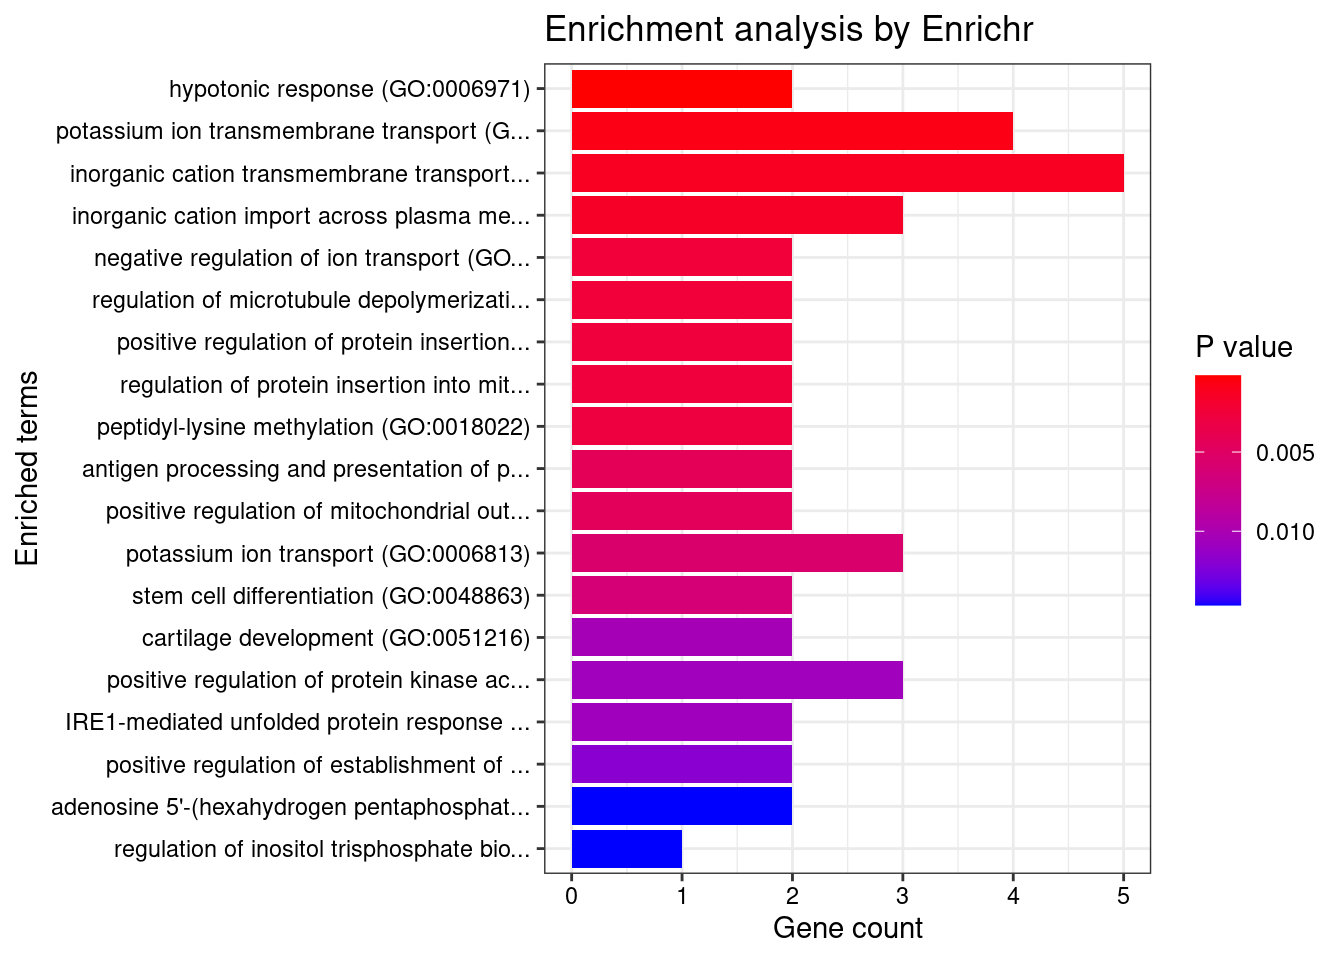 Enrichment analysis by Enrichr
hypotonic response (GO:0006971)
potassium ion transmembrane transport (G...
inorganic cation transmembrane transport...
inorganic cation import across plasma me...
negative regulation of ion transport (GO...
regulation of microtubule depolymerizati...
positive regulation of protein insertion...
regulation of protein insertion into mit...
peptidyl-lysine methylation (GO:0018022)
antigen processing and presentation of p...
positive regulation of mitochondrial out...
potassium ion transport (GO:0006813)
stem cell differentiation (GO:0048863)
cartilage development (GO:0051216)
positive regulation of protein kinase ac...
IRE1-mediated unfolded protein response ...
positive regulation of establishment of ...
adenosine 5'-(hexahydrogen pentaphosphat...
regulation of inositol trisphosphate bio...
Enriched terms
0 1 2 3 4 5
Gene count
P value
0.005
0.010